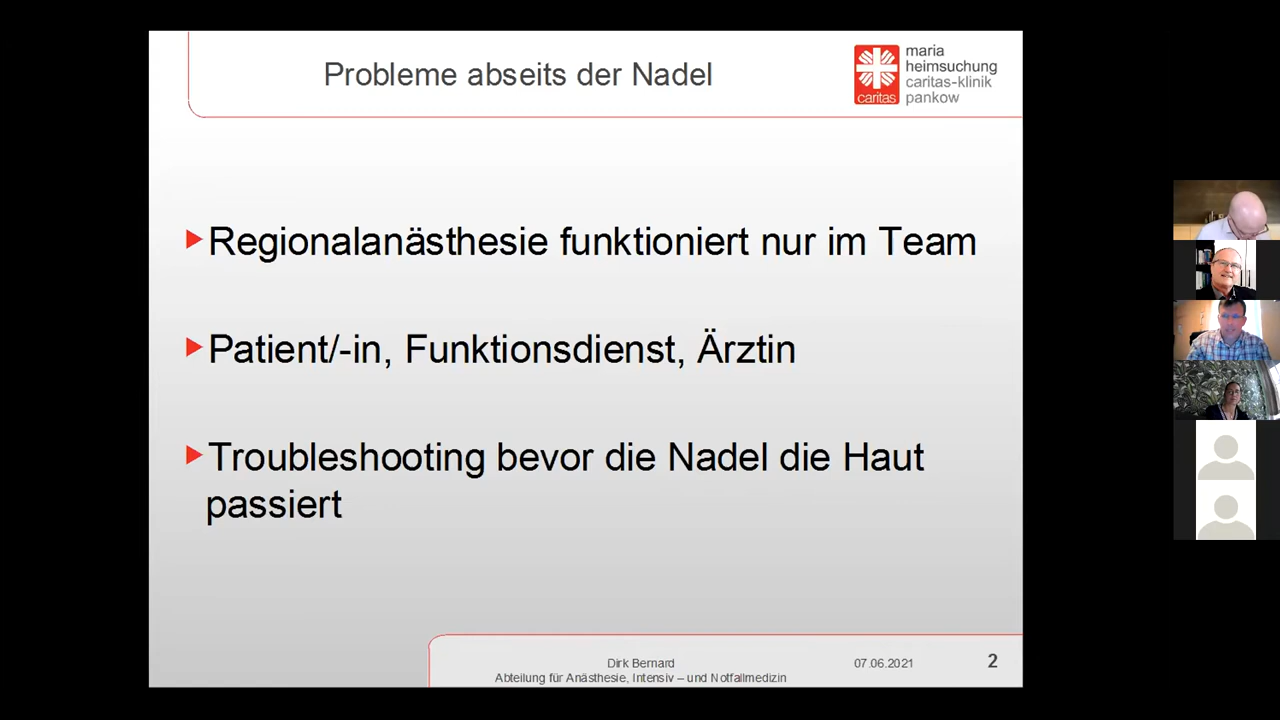 Probleme abseits der Nadel
maria
heimsuchung
caritas-klinik
pankow
caritas
Regionalanästhesie funktioniert nur im Team
Patient/-in, Funktionsdienst, Ärztin
Troubleshooting bevor die Nadel die Haut
passiert
Dirk Bernard
07.06.2021
2
Abteilung für Anästhesie, Intensiv – und Notfallmedizin